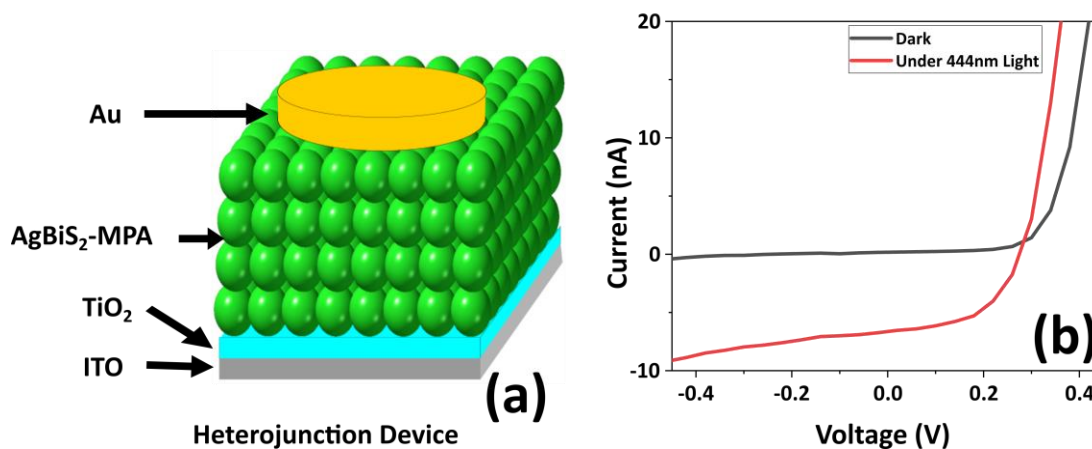 Au
AgBiS₂-MPA
TiO₂
ITO
(a)
Heterojunction Device
20
10
0
-10
Current (nA)
Dark
Under 444nm Light
(b)
-0.4
-0.2
0.0
0.2
0.4
Voltage (V)